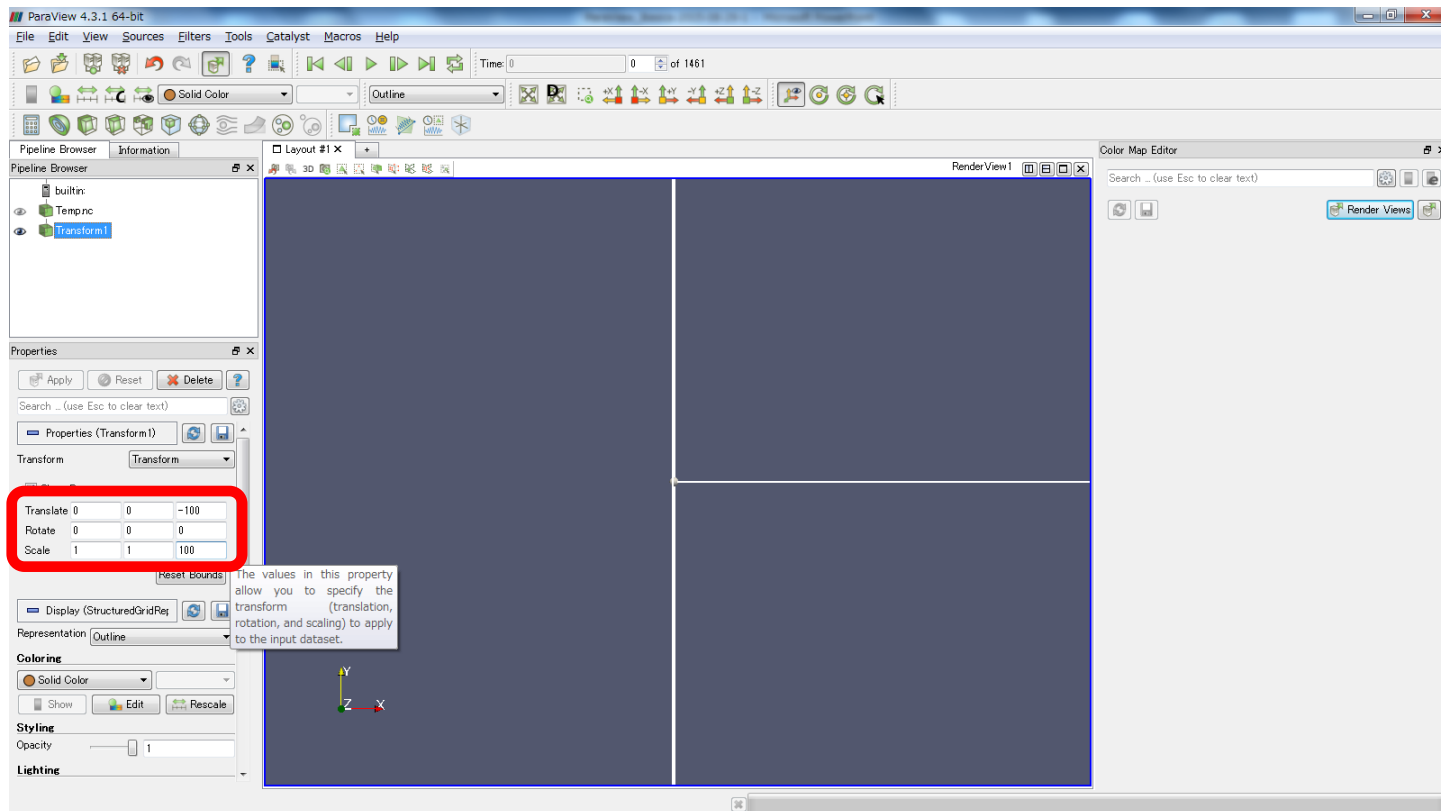 ParaView 4.3.1 64-bit
File Edit View Sources Filters Tools Catalyst Macros Help
Time: 0 0 of 1461
Solid Color Outline +X -X +Y -Y +Z -Z
Pipeline Browser Information Layout #1 + Color Map Editor
Pipeline Browser 3D RenderView1
Search ... (use Esc to clear text)
builtin:
Temp.nc
Render Views
Transform1
Properties
Apply Reset Delete ?
Search ... (use Esc to clear text)
Properties (Transform1)
Transform Transform
Translate 0 0 -100
Rotate 0 0 0
Scale 1 1 100
Reset Bounds
The values in this property
allow you to specify the
transform (translation,
rotation, and scaling) to apply
to the input dataset.
Display (StructuredGridRep
Representation Outline
Coloring
Solid Color
Show Edit Rescale
Styling
Opacity 1
Lighting
Y
Z X